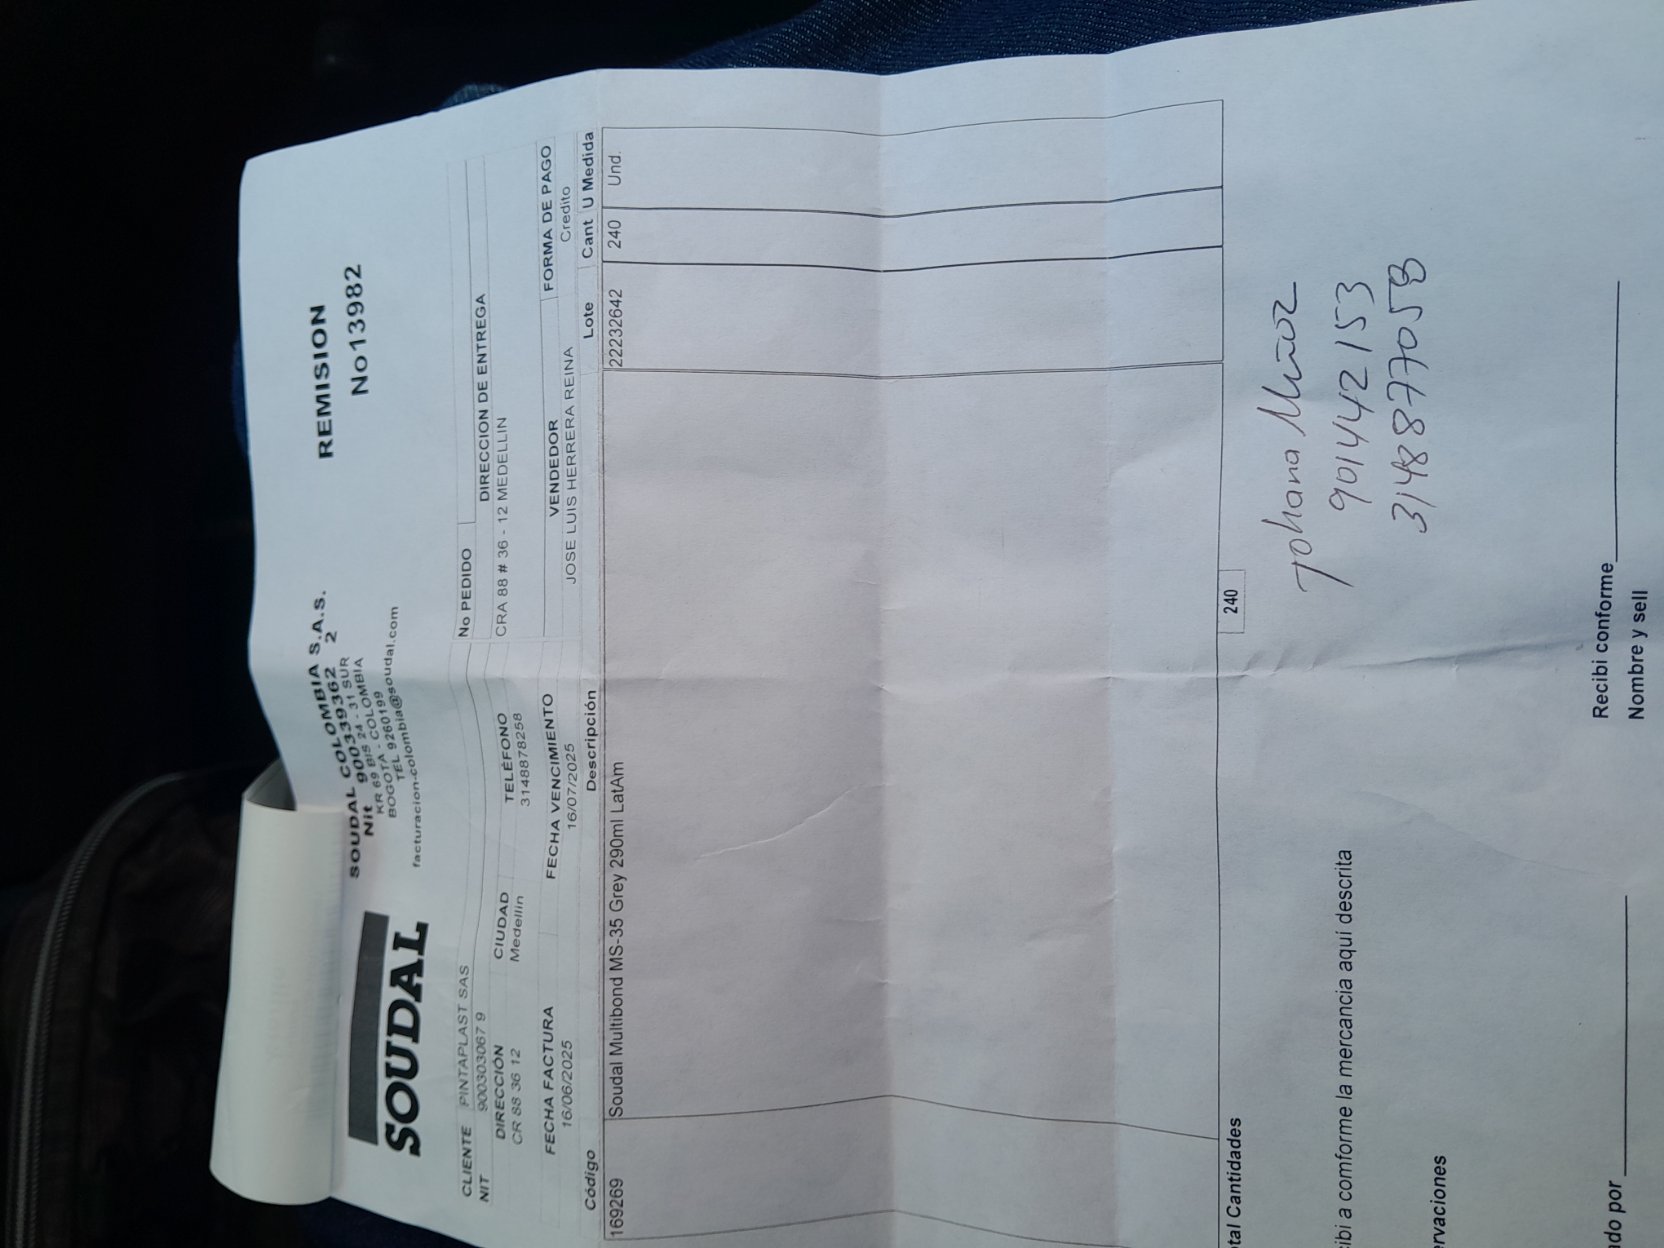 SOUDAL
SOUDAL COLOMBIA S.A.S.
Nit 900339362 2
KR 69 BIS 24 - 31 SUR
BOGOTA - COLOMBIA
TEL 9260199
facturacion-colombia@soudal.com
REMISION
No13982
CLIENTE PINTAPLAST SAS
NIT 900303067 9
No PEDIDO
DIRECCIÓN CIUDAD TELÉFONO
CR 88 36 12 Medellin 3148878258
DIRECCION DE ENTREGA
CRA 88 # 36 - 12 MEDELLIN
FECHA FACTURA FECHA VENCIMIENTO VENDEDOR FORMA DE PAGO
16/06/2025 16/07/2025 JOSE LUIS HERRERA REINA Credito
Código Descripción Lote Cant U Medida
169269 Soudal Multibond MS-35 Grey 290ml LatAm 22232642 240 Und.
tal Cantidades 240
Johana Muñoz
901442153
ibi a comforme la mercancia aquí descrita
3148877058
ervaciones
Recibi conforme
ado por
Nombre y sell